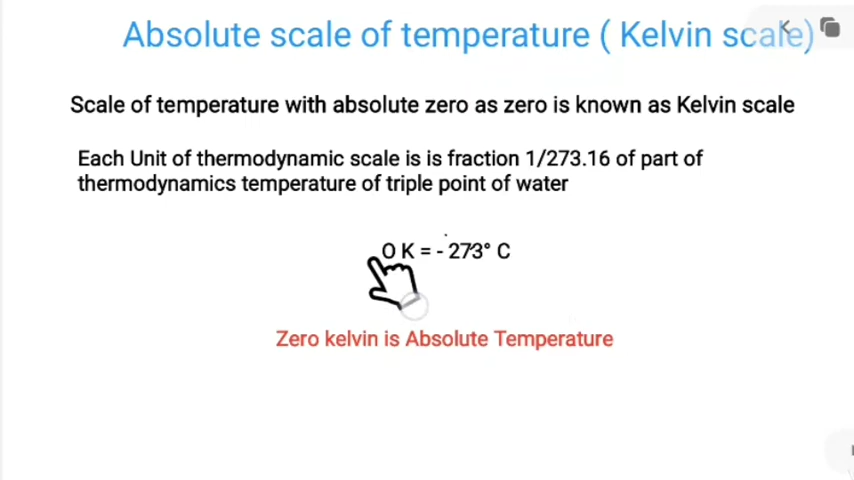 Absolute scale of temperature ( Kelvin scale)
Scale of temperature with absolute zero as zero is known as Kelvin scale
Each Unit of thermodynamic scale is is fraction 1/273.16 of part of
thermodynamics temperature of triple point of water
O K = - 273° C
Zero kelvin is Absolute Temperature